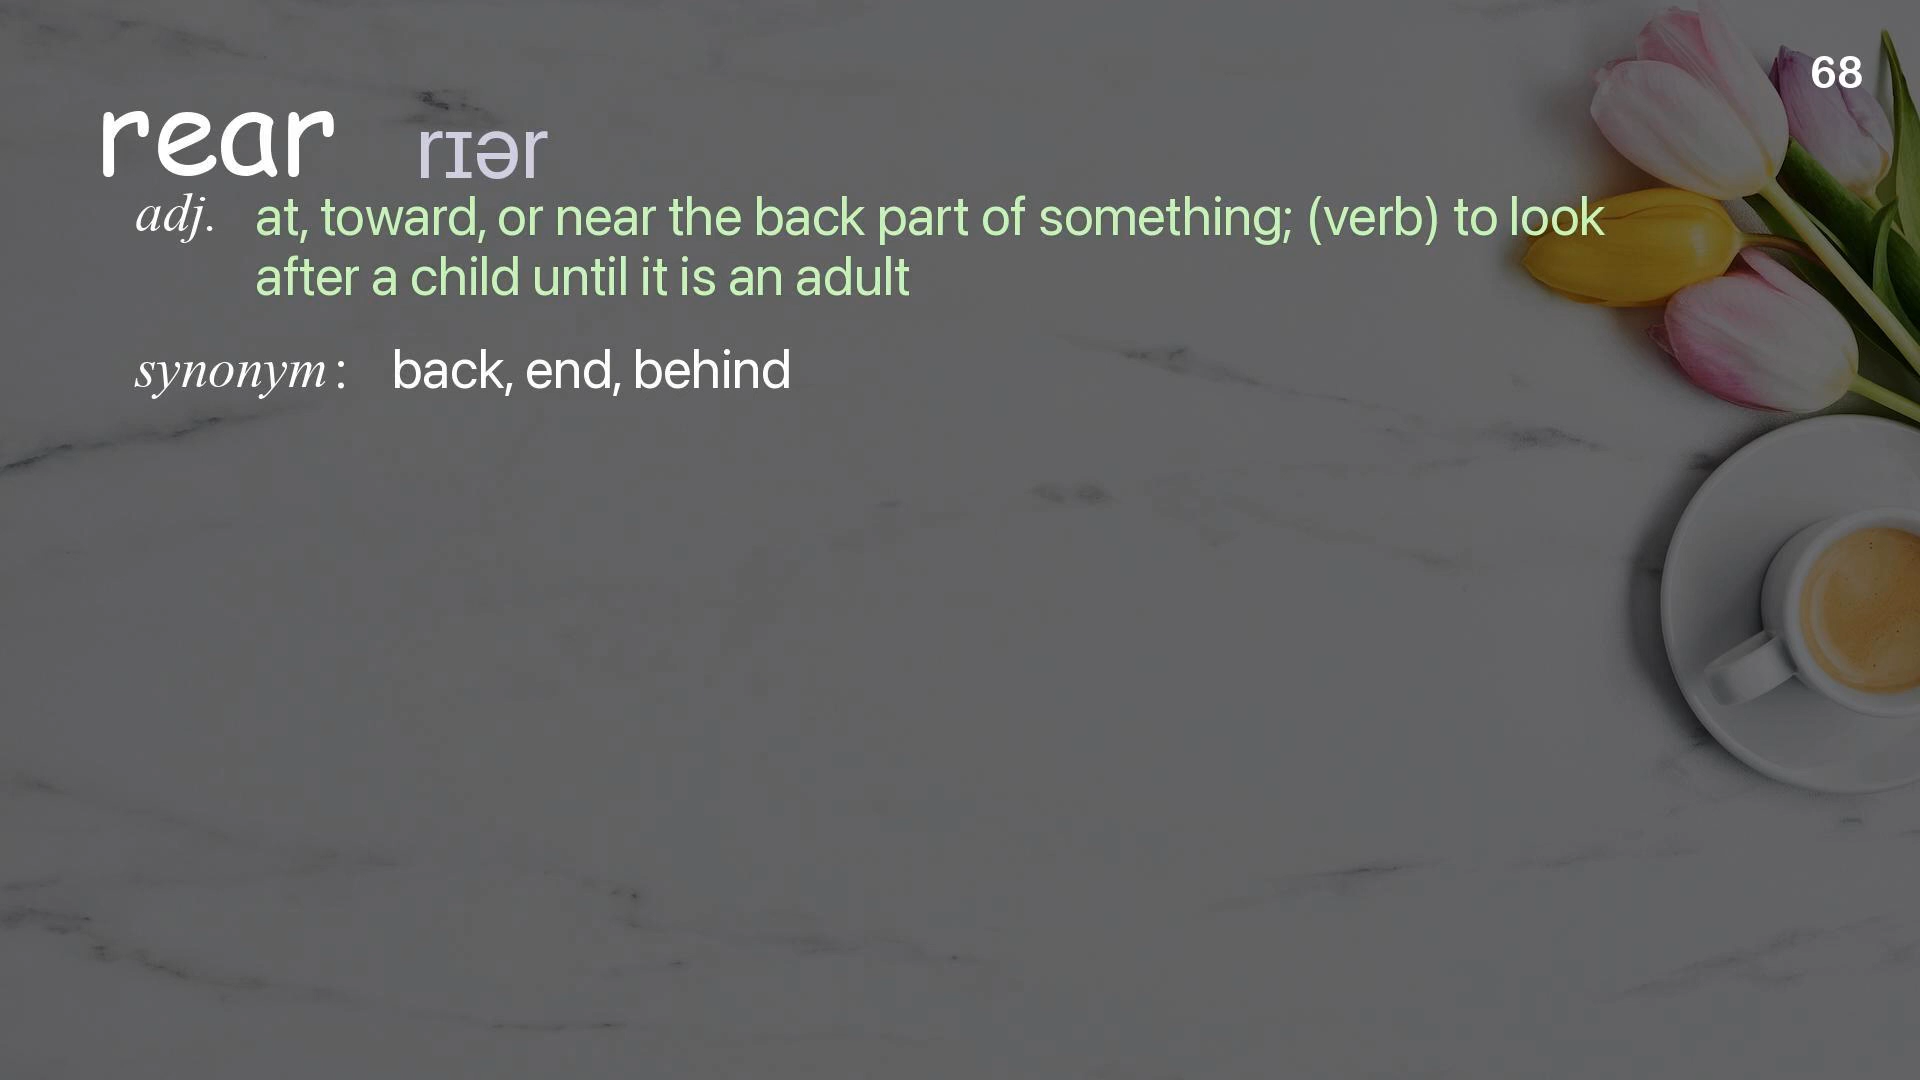 68
rear rɪər
adj. at, toward, or near the back part of something; (verb) to look
after a child until it is an adult
synonym : back, end, behind